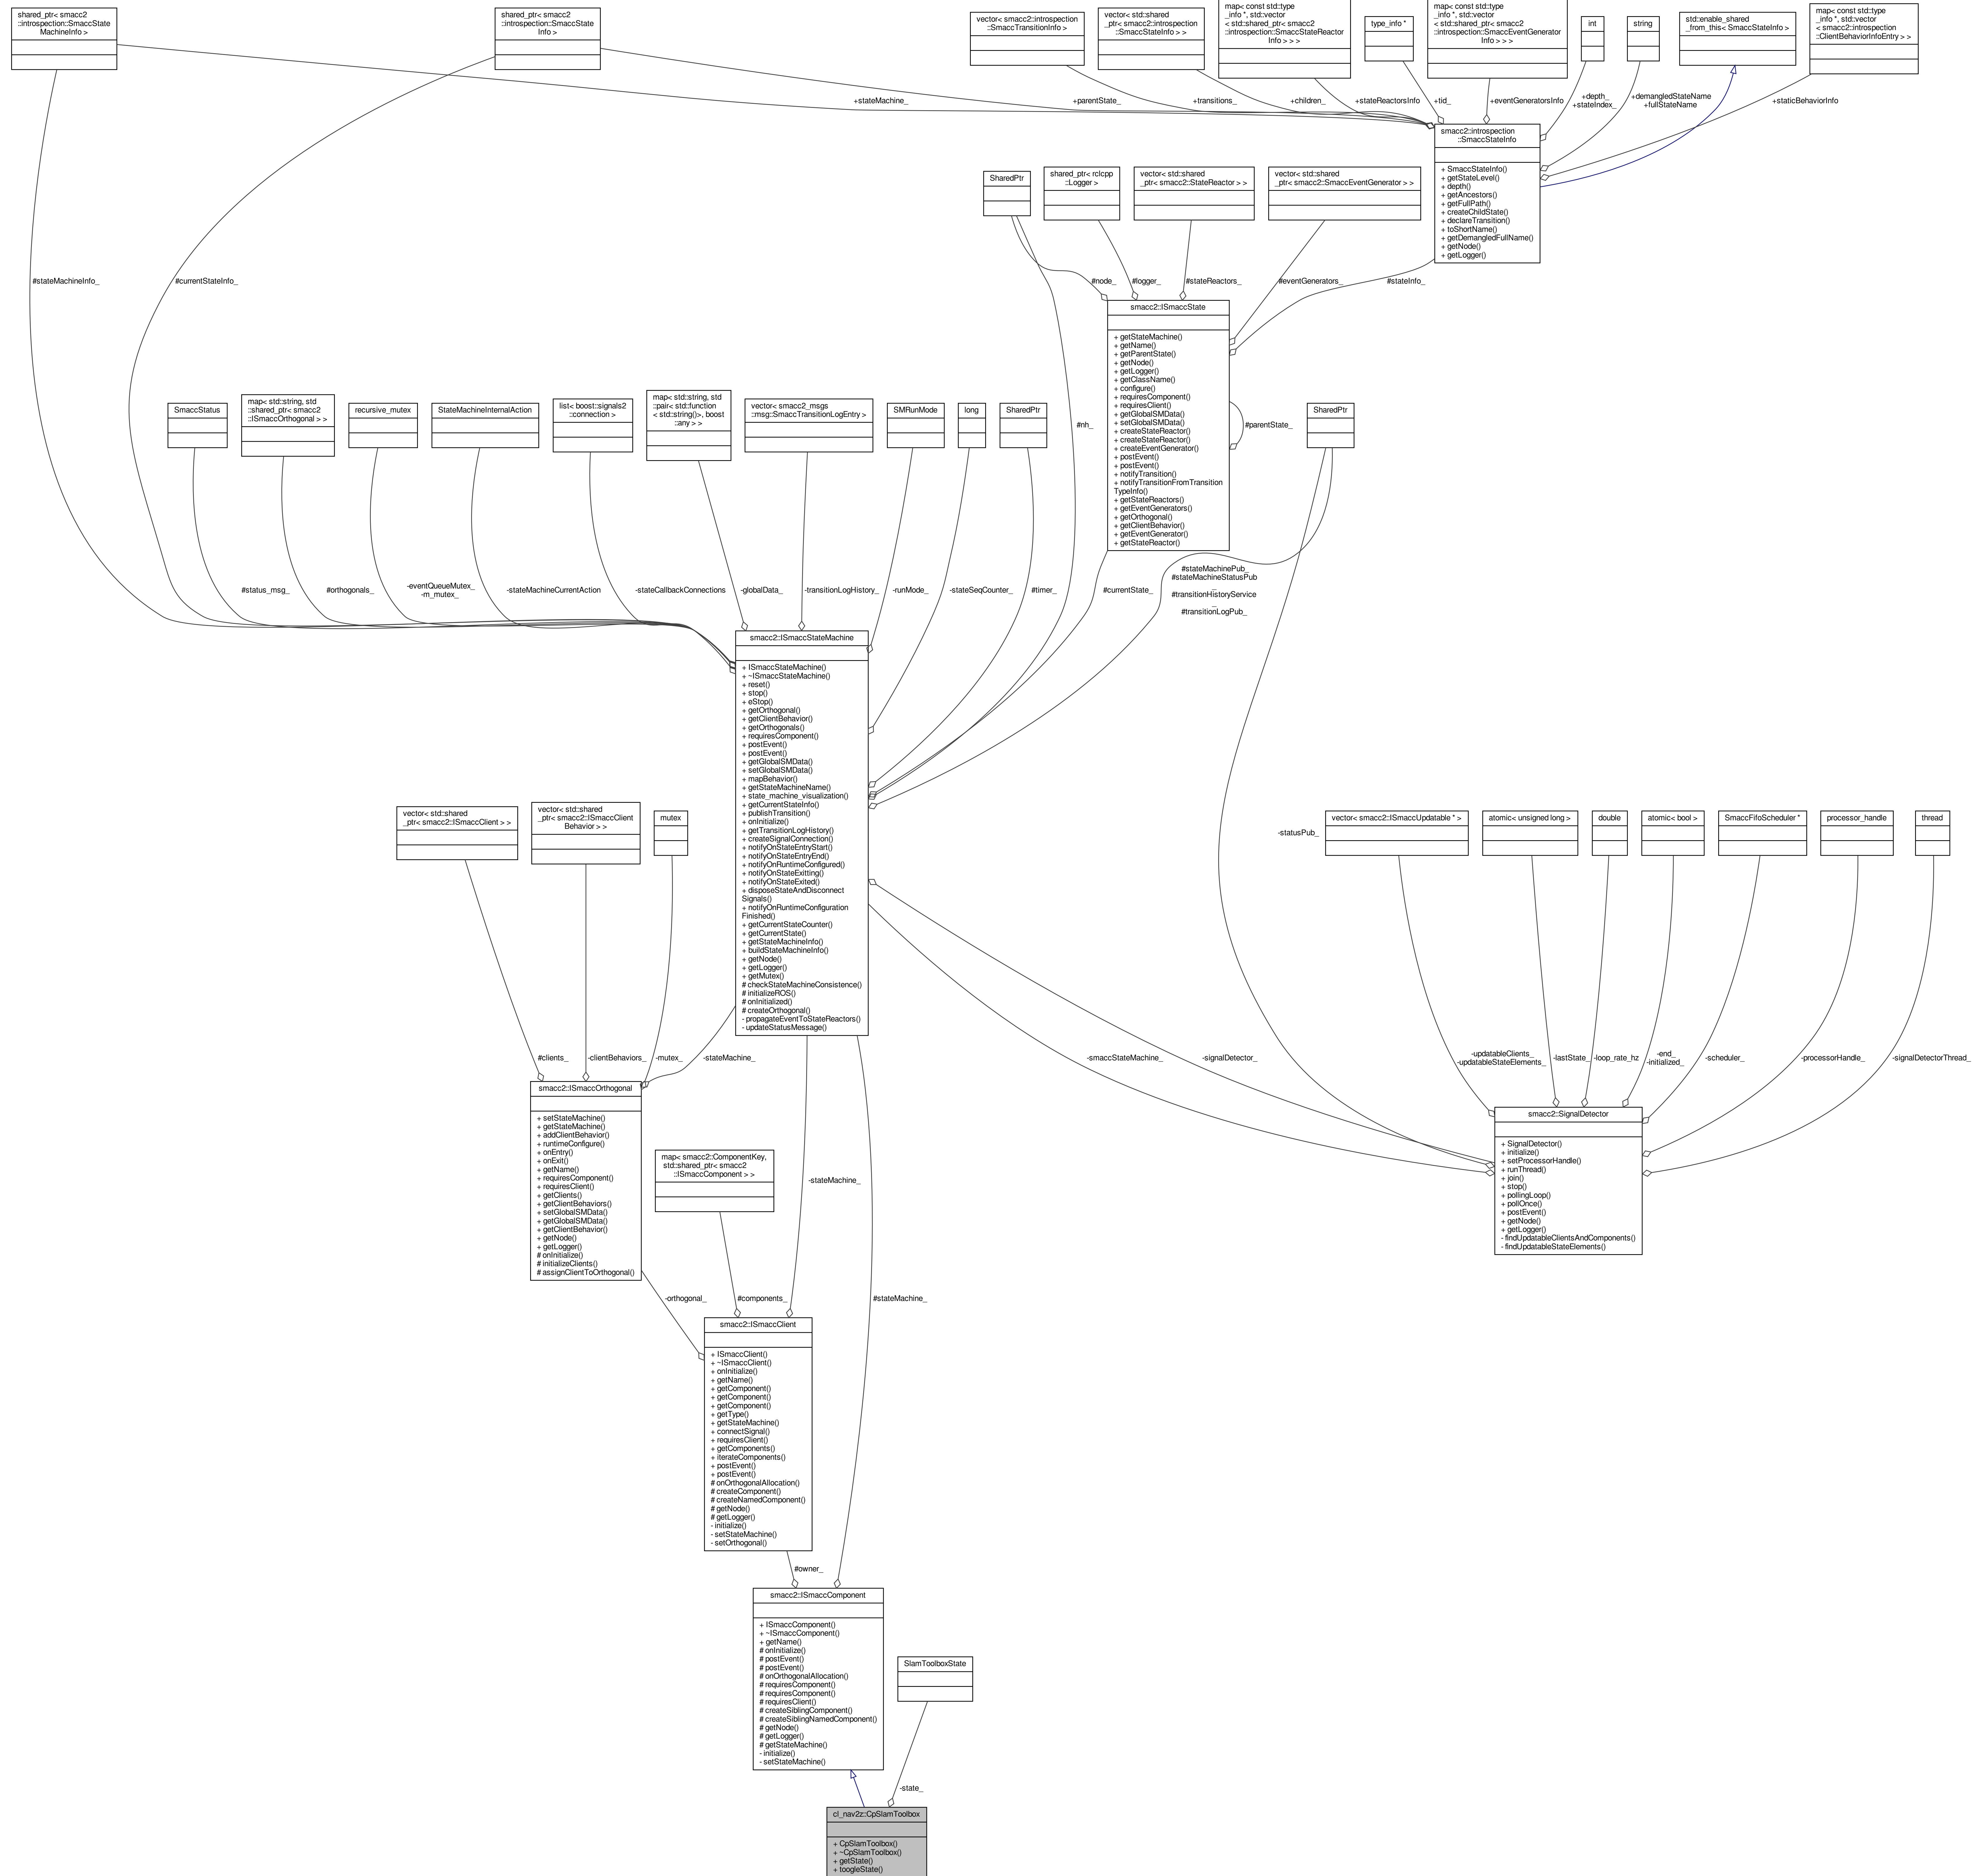 shared_ptr< smacc2
::introspection::SmaccState
MachineInfo >
shared_ptr< smacc2
::introspection::SmaccState
Info >
vector< smacc2::introspection
::SmaccTransitionInfo >
vector< std::shared
_ptr< smacc2::introspection
::SmaccStateInfo > >
map< const std::type
_info *, std::vector
< std::shared_ptr< smacc2
::introspection::SmaccStateReactor
Info > > >
type_info *
map< const std::type
_info *, std::vector
< std::shared_ptr< smacc2
::introspection::SmaccEventGenerator
Info > > >
int
string
std::enable_shared
_from_this< SmaccStateInfo >
map< const std::type
_info *, std::vector
< smacc2::introspection
::ClientBehaviorInfoEntry > >
+stateMachine_
+parentState_
+transitions_
+children_
+stateReactorsInfo
+tid_
+eventGeneratorsInfo
+depth_
+stateIndex_
+demangledStateName
+fullStateName
+staticBehaviorInfo
smacc2::introspection
::SmaccStateInfo
+ SmaccStateInfo()
+ getStateLevel()
+ depth()
+ getAncestors()
+ getFullPath()
+ createChildState()
+ declareTransition()
+ toShortName()
+ getDemangledFullName()
+ getNode()
+ getLogger()
SharedPtr
shared_ptr< rclcpp
::Logger >
vector< std::shared
_ptr< smacc2::StateReactor > >
vector< std::shared
_ptr< smacc2::SmaccEventGenerator > >
#stateMachineInfo_
#currentStateInfo_
#node_
#logger_
#stateReactors_
#eventGenerators_
#stateInfo_
smacc2::ISmaccState
+ getStateMachine()
+ getName()
+ getParentState()
+ getNode()
+ getLogger()
+ getClassName()
+ configure()
+ requiresComponent()
+ requiresClient()
+ getGlobalSMData()
+ setGlobalSMData()
+ createStateReactor()
+ createStateReactor()
+ createEventGenerator()
+ postEvent()
+ postEvent()
+ notifyTransition()
+ notifyTransitionFromTransition
TypeInfo()
+ getStateReactors()
+ getEventGenerators()
+ getOrthogonal()
+ getClientBehavior()
+ getEventGenerator()
+ getStateReactor()
#parentState_
#nh_
SmaccStatus
map< std::string, std
::shared_ptr< smacc2
::ISmaccOrthogonal > >
recursive_mutex
StateMachineInternalAction
list< boost::signals2
::connection >
map< std::string, std
::pair< std::function
< std::string()>, boost
::any > >
vector< smacc2_msgs
::msg::SmaccTransitionLogEntry >
SMRunMode
long
SharedPtr
SharedPtr
#status_msg_
#orthogonals_
-eventQueueMutex_
-m_mutex_
-stateMachineCurrentAction
-stateCallbackConnections
-globalData_
-transitionLogHistory_
-runMode_
-stateSeqCounter_
#timer_
#currentState_
#stateMachinePub_
#stateMachineStatusPub
_
#transitionHistoryService
_
#transitionLogPub_
smacc2::ISmaccStateMachine
+ ISmaccStateMachine()
+ ~ISmaccStateMachine()
+ reset()
+ stop()
+ eStop()
+ getOrthogonal()
+ getClientBehavior()
+ getOrthogonals()
+ requiresComponent()
+ postEvent()
+ postEvent()
+ getGlobalSMData()
+ setGlobalSMData()
+ mapBehavior()
+ getStateMachineName()
+ state_machine_visualization()
+ getCurrentStateInfo()
+ publishTransition()
+ onInitialize()
+ getTransitionLogHistory()
+ createSignalConnection()
+ notifyOnStateEntryStart()
+ notifyOnStateEntryEnd()
+ notifyOnRuntimeConfigured()
+ notifyOnStateExitting()
+ notifyOnStateExited()
+ disposeStateAndDisconnect
Signals()
+ notifyOnRuntimeConfiguration
Finished()
+ getCurrentStateCounter()
+ getCurrentState()
+ getStateMachineInfo()
+ buildStateMachineInfo()
+ getNode()
+ getLogger()
+ getMutex()
# checkStateMachineConsistence()
# initializeROS()
# onInitialized()
# createOrthogonal()
- propagateEventToStateReactors()
- updateStatusMessage()
vector< std::shared
_ptr< smacc2::ISmaccClient > >
vector< std::shared
_ptr< smacc2::ISmaccClient
Behavior > >
mutex
-statusPub_
vector< smacc2::ISmaccUpdatable * >
atomic< unsigned long >
double
atomic< bool >
SmaccFifoScheduler *
processor_handle
thread
#clients_
-clientBehaviors_
-mutex_
-stateMachine_
-smaccStateMachine_
-signalDetector_
-updatableClients_
-updatableStateElements_
-lastState_
-loop_rate_hz
-end_
-initialized_
-scheduler_
-processorHandle_
-signalDetectorThread_
smacc2::ISmaccOrthogonal
+ setStateMachine()
+ getStateMachine()
+ addClientBehavior()
+ runtimeConfigure()
+ onEntry()
+ onExit()
+ getName()
+ requiresComponent()
+ requiresClient()
+ getClients()
+ getClientBehaviors()
+ setGlobalSMData()
+ getGlobalSMData()
+ getClientBehavior()
+ getNode()
+ getLogger()
# onInitialize()
# initializeClients()
# assignClientToOrthogonal()
smacc2::SignalDetector
+ SignalDetector()
+ initialize()
+ setProcessorHandle()
+ runThread()
+ join()
+ stop()
+ pollingLoop()
+ pollOnce()
+ postEvent()
+ getNode()
+ getLogger()
- findUpdatableClientsAndComponents()
- findUpdatableStateElements()
map< smacc2::ComponentKey,
std::shared_ptr< smacc2
::ISmaccComponent > >
-stateMachine_
-orthogonal_
#components_
#stateMachine_
smacc2::ISmaccClient
+ ISmaccClient()
+ ~ISmaccClient()
+ onInitialize()
+ getName()
+ getComponent()
+ getComponent()
+ getComponent()
+ getType()
+ getStateMachine()
+ connectSignal()
+ requiresClient()
+ getComponents()
+ iterateComponents()
+ postEvent()
+ postEvent()
# onOrthogonalAllocation()
# createComponent()
# createNamedComponent()
# getNode()
# getLogger()
- initialize()
- setStateMachine()
- setOrthogonal()
#owner_
smacc2::ISmaccComponent
+ ISmaccComponent()
+ ~ISmaccComponent()
+ getName()
# onInitialize()
# postEvent()
# postEvent()
# onOrthogonalAllocation()
# requiresComponent()
# requiresComponent()
# requiresClient()
# createSiblingComponent()
# createSiblingNamedComponent()
# getNode()
# getLogger()
# getStateMachine()
- initialize()
- setStateMachine()
SlamToolboxState
-state_
cl_nav2z::CpSlamToolbox
+ CpSlamToolbox()
+ ~CpSlamToolbox()
+ getState()
+ toogleState()